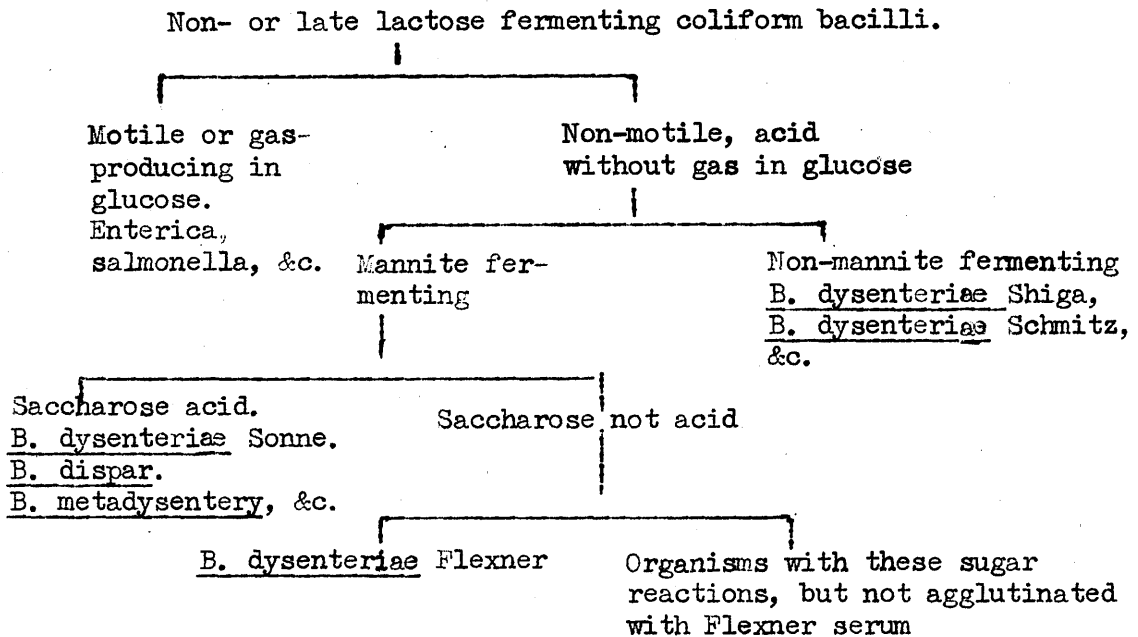 Non- or late lactose fermenting coliform bacilli.
Motile or gas-
producing in
glucose.
Enterica,
salmonella, &c.
Non-motile, acid
without gas in glucose
Mannite fer-
menting
Non-mannite fermenting
B. dysenteriae Shiga,
B. dysenteriae Schmitz,
&c.
Saccharose acid.
B. dysenteriae Sonne.
B. dispar.
B. metadysentery, &c.
Saccharose not acid
B. dysenteriae Flexner
Organisms with these sugar
reactions, but not agglutinated
with Flexner serum